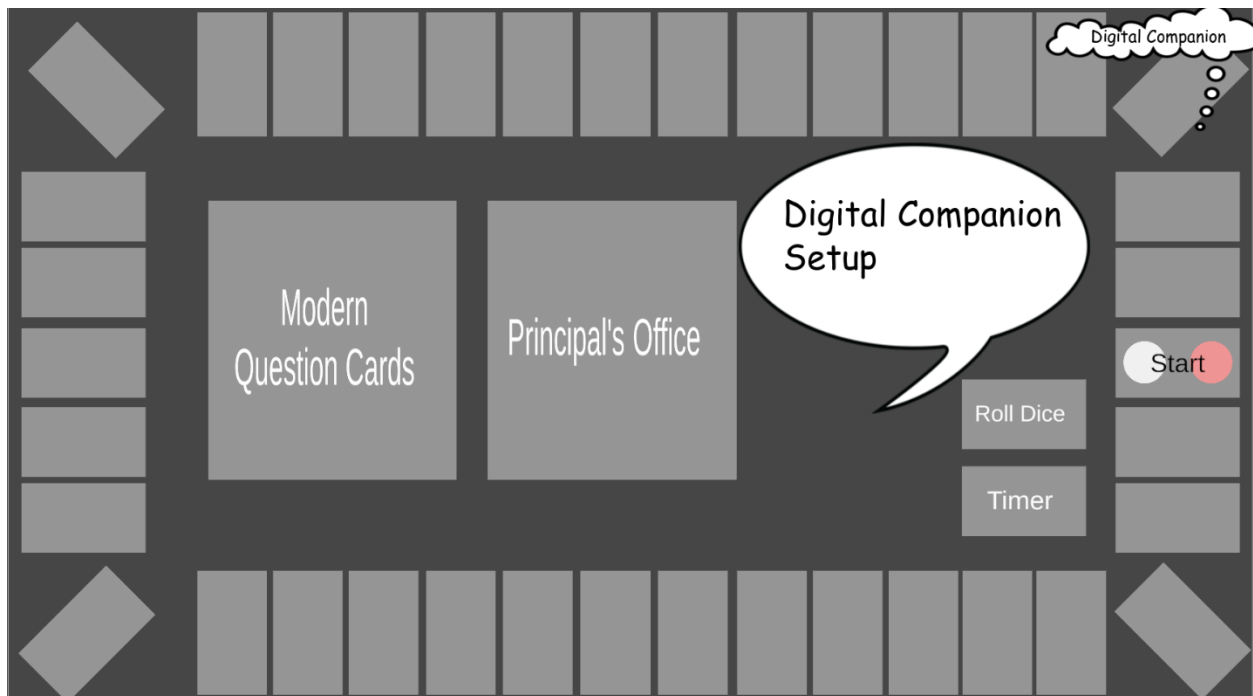 Digital Companion
Digital Companion
Setup
Modern
Question Cards
Principal's Office
Start
Roll Dice
Timer